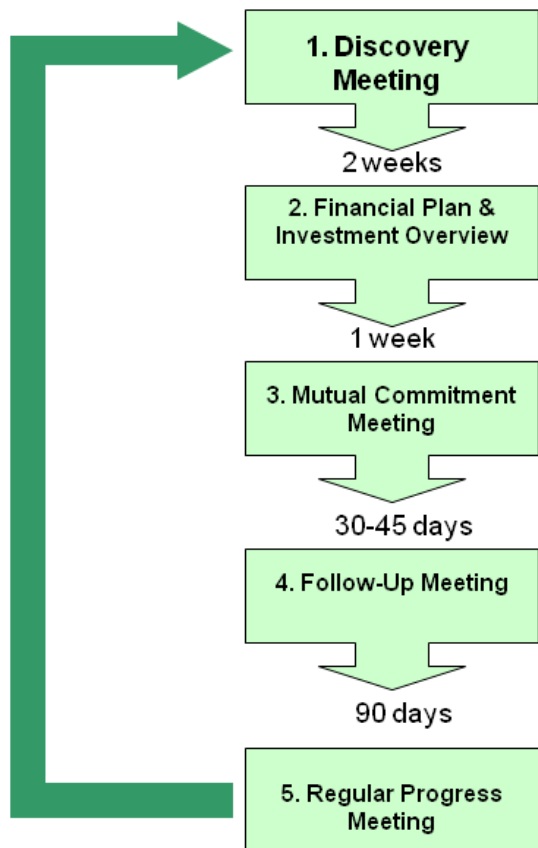 1. Discovery
Meeting
2 weeks
2. Financial Plan &
Investment Overview
1 week
3. Mutual Commitment
Meeting
30-45 days
4. Follow-Up Meeting
90 days
5. Regular Progress
Meeting